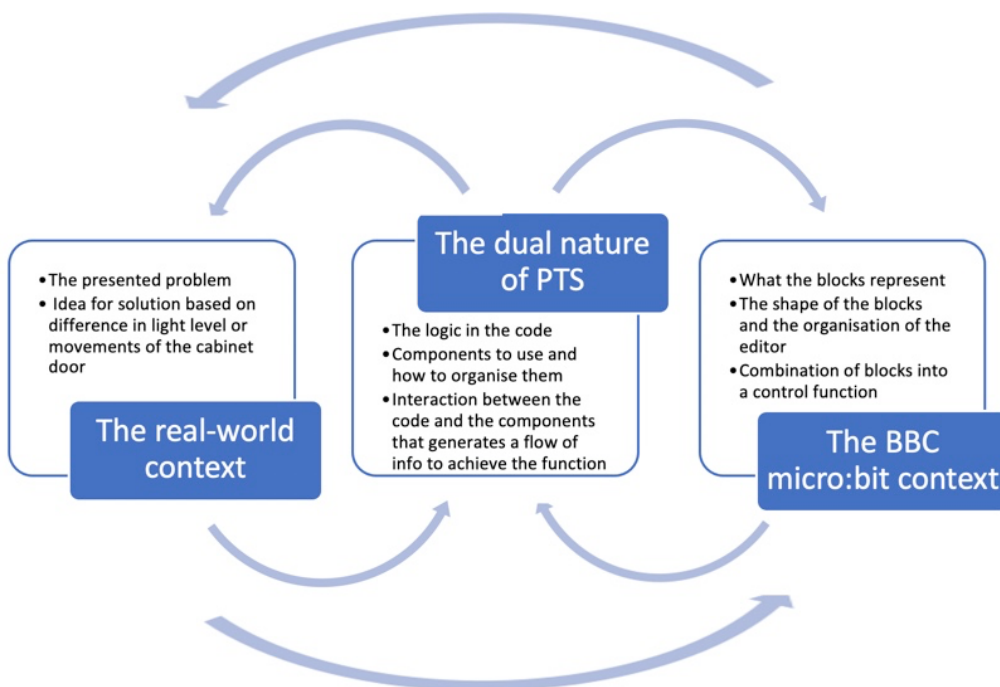 •The presented problem
• Idea for solution based on
difference in light level or
movements of the cabinet
door
The real-world
context
The dual nature
of PTS
•The logic in the code
•Components to use and
how to organise them
•Interaction between the
code and the components
that generates a flow of
info to achieve the function
•What the blocks represent
•The shape of the blocks
and the organisation of the
editor
•Combination of blocks into
a control function
The BBC
micro:bit context